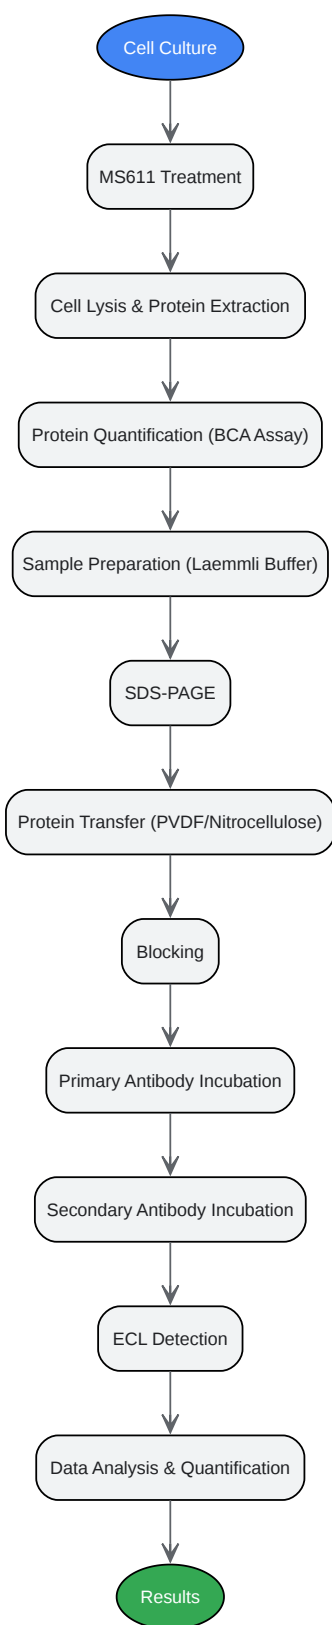 Cell Culture
MS611 Treatment
Cell Lysis & Protein Extraction
Protein Quantification (BCA Assay)
Sample Preparation (Laemmli Buffer)
SDS-PAGE
Protein Transfer (PVDF/Nitrocellulose)
Blocking
Primary Antibody Incubation
Secondary Antibody Incubation
ECL Detection
Data Analysis & Quantification
Results